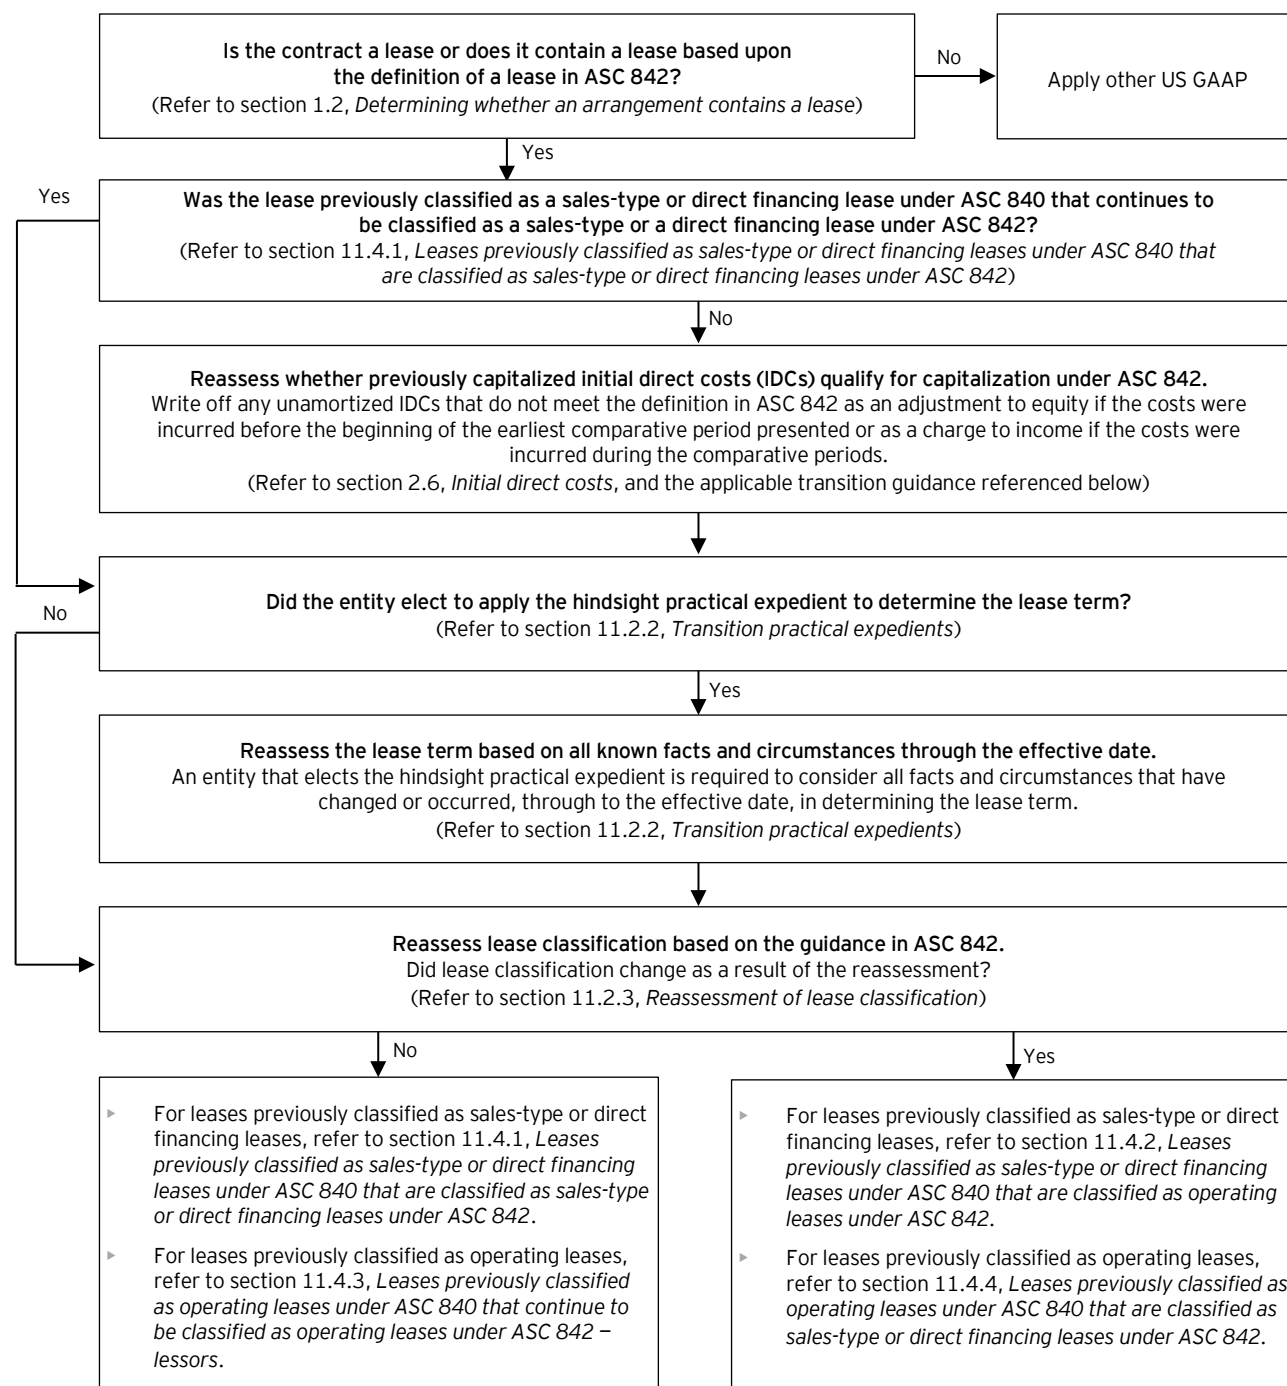 Is the contract a lease or does it contain a lease based upon
the definition of a lease in ASC 842?
(Refer to section 1.2, Determining whether an arrangement contains a lease)
No
Apply other US GAAP
Yes
Yes
Was the lease previously classified as a sales-type or direct financing lease under ASC 840 that continues to
be classified as a sales-type or a direct financing lease under ASC 842?
(Refer to section 11.4.1, Leases previously classified as sales-type or direct financing leases under ASC 840 that
are classified as sales-type or direct financing leases under ASC 842)
No
Reassess whether previously capitalized initial direct costs (IDCs) qualify for capitalization under ASC 842.
Write off any unamortized IDCs that do not meet the definition in ASC 842 as an adjustment to equity if the costs were
incurred before the beginning of the earliest comparative period presented or as a charge to income if the costs were
incurred during the comparative periods.
(Refer to section 2.6, Initial direct costs, and the applicable transition guidance referenced below)
Did the entity elect to apply the hindsight practical expedient to determine the lease term?
(Refer to section 11.2.2, Transition practical expedients)
No
Yes
Reassess the lease term based on all known facts and circumstances through the effective date.
An entity that elects the hindsight practical expedient is required to consider all facts and circumstances that have
changed or occurred, through to the effective date, in determining the lease term.
(Refer to section 11.2.2, Transition practical expedients)
Reassess lease classification based on the guidance in ASC 842.
Did lease classification change as a result of the reassessment?
(Refer to section 11.2.3, Reassessment of lease classification)
No
Yes
For leases previously classified as sales-type or direct
financing leases, refer to section 11.4.1, Leases
previously classified as sales-type or direct financing
leases under ASC 840 that are classified as sales-type
or direct financing leases under ASC 842.
For leases previously classified as operating leases,
refer to section 11.4.3, Leases previously classified
as operating leases under ASC 840 that continue to
be classified as operating leases under ASC 842 –
lessors.
For leases previously classified as sales-type or direct
financing leases, refer to section 11.4.2, Leases
previously classified as sales-type or direct financing
leases under ASC 840 that are classified as operating
leases under ASC 842.
For leases previously classified as operating leases,
refer to section 11.4.4, Leases previously classified as
operating leases under ASC 840 that are classified as
sales-type or direct financing leases under ASC 842.